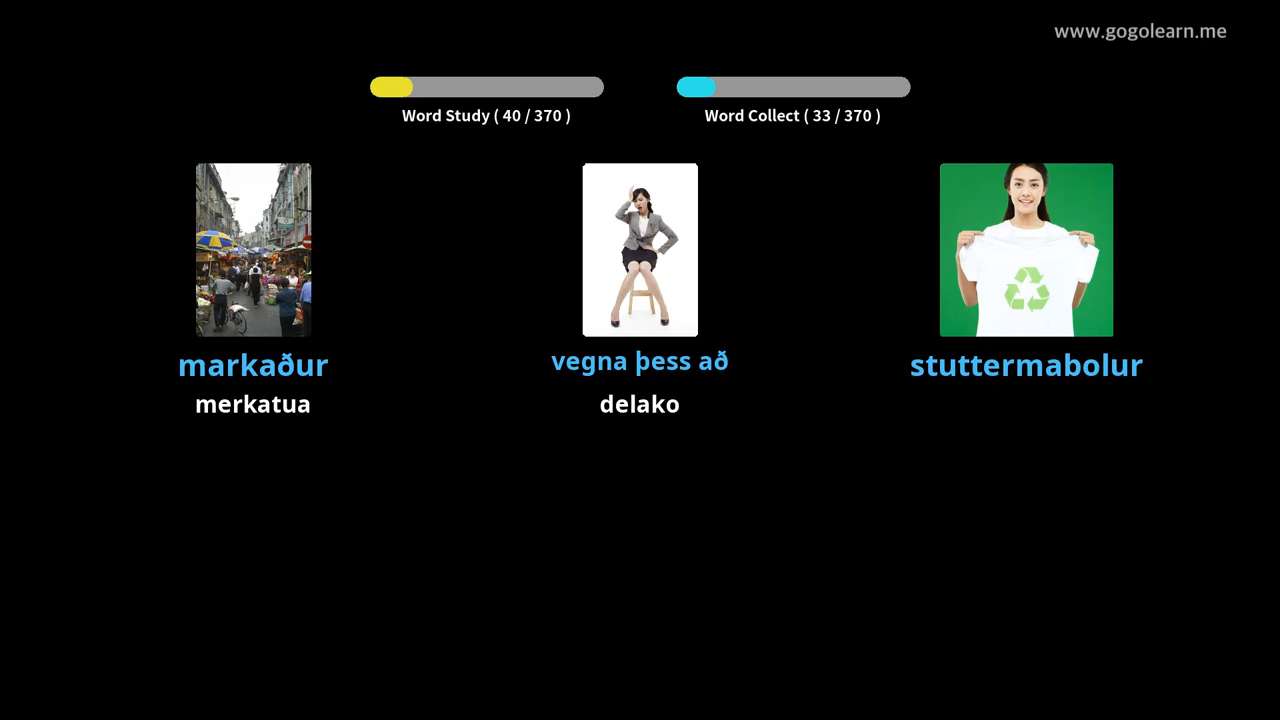 www.gogolearn.me
Word Study ( 40 / 370 )
Word Collect ( 33 / 370 )
markaður
vegna þess að
stuttermabolur
merkatua
delako